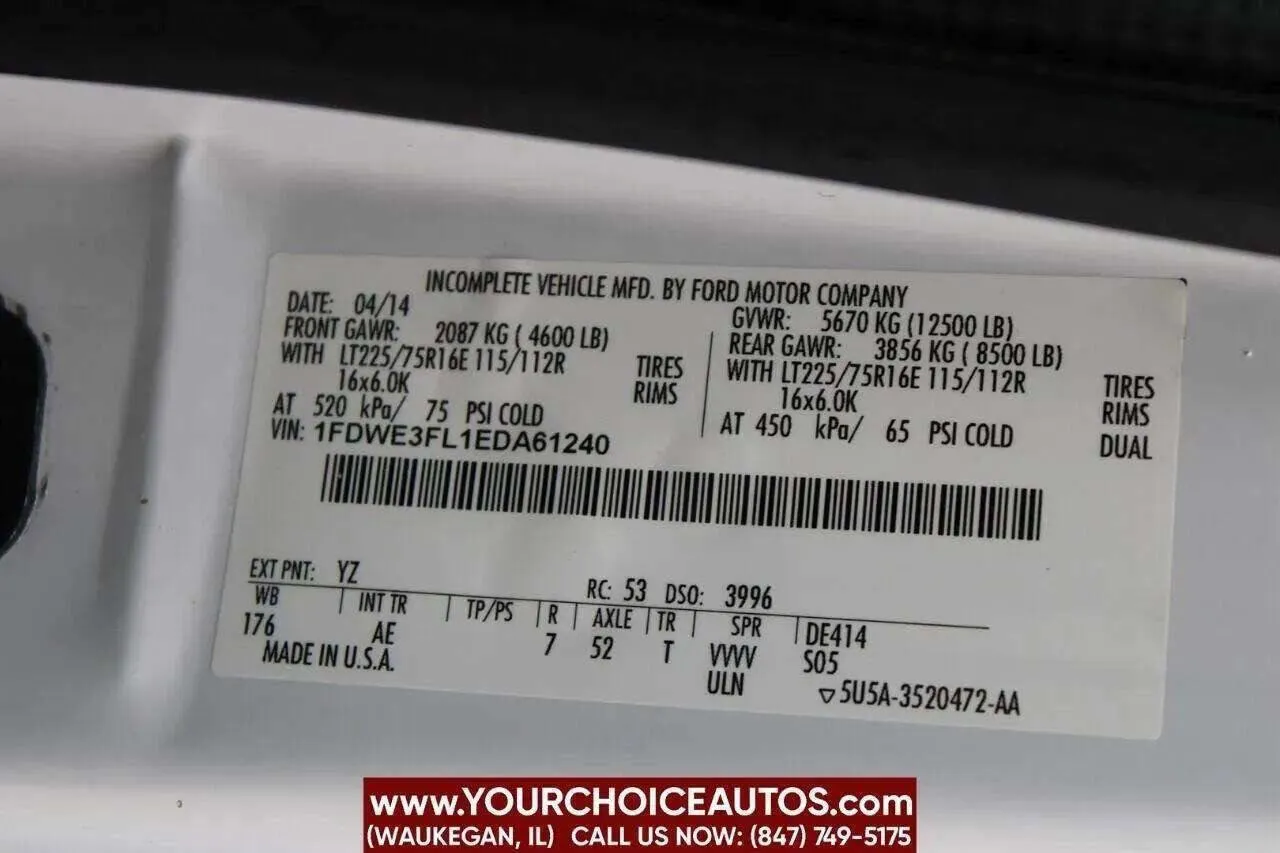 INCOMPLETE VEHICLE MFD. BY FORD MOTOR COMPANY
DATE: 04/14
FRONT GAWR: 2087 KG ( 4600 LB)
WITH LT225/75R16E 115/112R TIRES
16x6.0K RIMS
AT 520 kPa/ 75 PSI COLD
GVWR: 5670 KG (12500 LB)
REAR GAWR: 3856 KG ( 8500 LB)
WITH LT225/75R16E 115/112R TIRES
16x6.0K RIMS
AT 450 kPa/ 65 PSI COLD DUAL
VIN: 1FDWE3FL1EDA61240
EXT PNT: YZ RC: 53 DSO: 3996
WB | INT TR | TP/PS | R | AXLE | TR | SPR | DE414
176 AE 7 52 T VVVV S05
ULN
MADE IN U.S.A.
▽5U5A-3520472-AA
www.YOURCHOICEAUTOS.com
(WAUKEGAN, IL) CALL US NOW: (847) 749-5175